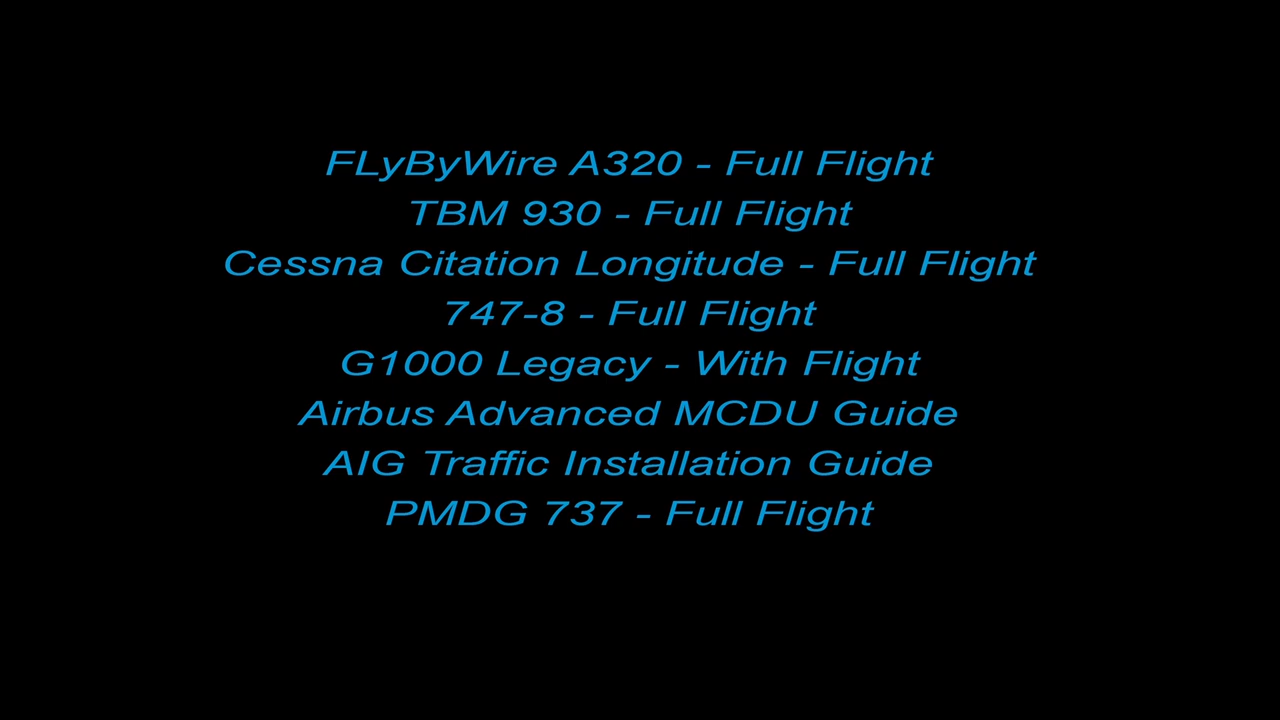 FLyByWire A320 - Full Flight
TBM 930 - Full Flight
Cessna Citation Longitude - Full Flight
747-8 - Full Flight
G1000 Legacy - With Flight
Airbus Advanced MCDU Guide
AIG Traffic Installation Guide
PMDG 737 - Full Flight